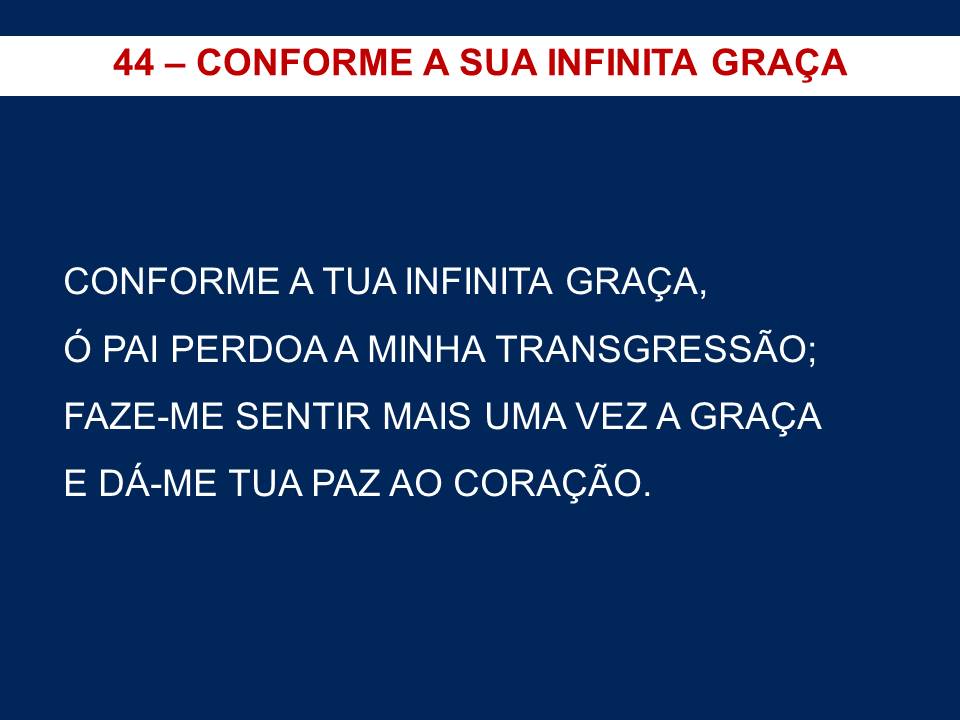 44 – CONFORME A SUA INFINITA GRAÇA
CONFORME A TUA INFINITA GRAÇA,
Ó PAI PERDOA A MINHA TRANSGRESSÃO;
FAZE-ME SENTIR MAIS UMA VEZ A GRAÇA
E DÁ-ME TUA PAZ AO CORAÇÃO.